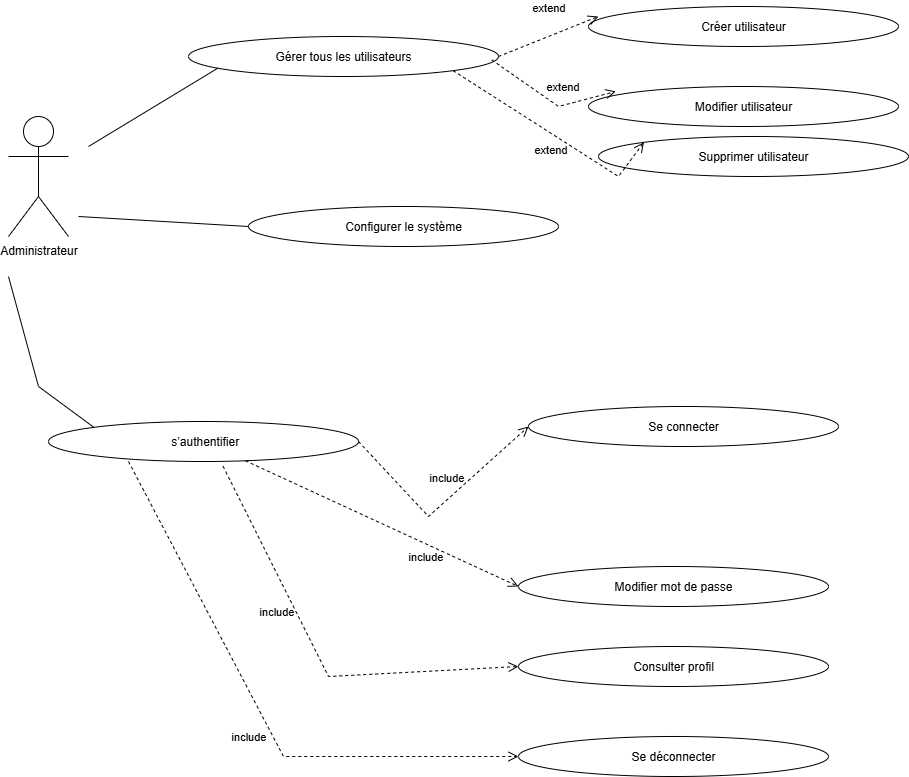 extend
Créer utilisateur
Gérer tous les utilisateurs
extend
Modifier utilisateur
extend
Supprimer utilisateur
Configurer le système
Administrateur
Se connecter
s'authentifier
include
include
Modifier mot de passe
include
Consulter profil
include
Se déconnecter